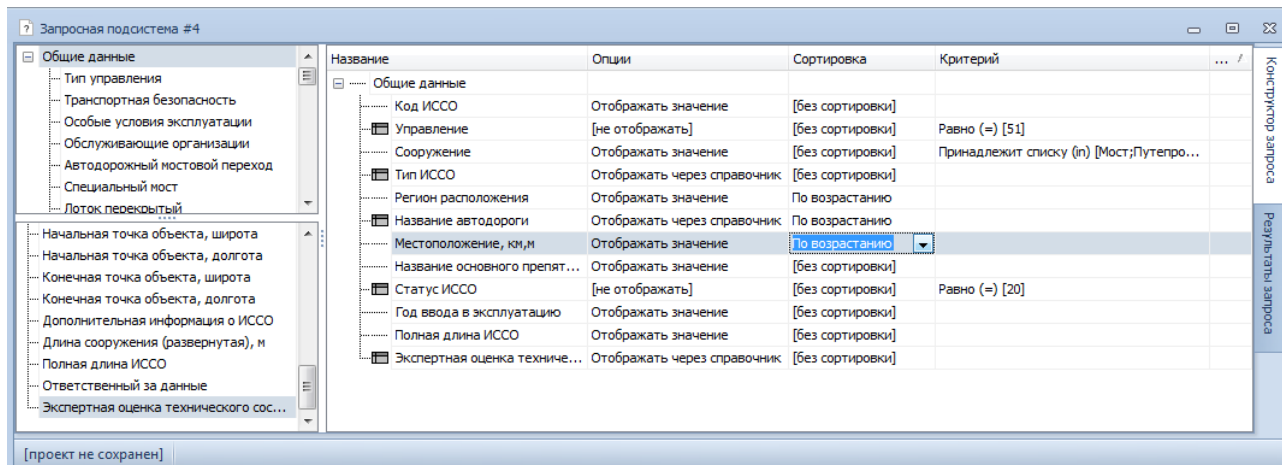 Запросная подсистема #4
Общие данные
Тип управления
Транспортная безопасность
Особые условия эксплуатации
Обслуживающие организации
Автодорожный мостовой переход
Специальный мост
Лоток перекрытый
Начальная точка объекта, широта
Начальная точка объекта, долгота
Конечная точка объекта, широта
Конечная точка объекта, долгота
Дополнительная информация о ИССО
Длина сооружения (развернутая), м
Полная длина ИССО
Ответственный за данные
Экспертная оценка технического сос...
Название Опции Сортировка Критерий ...
Общие данные
Код ИССО Отображать значение [без сортировки]
Управление [не отображать] [без сортировки] Равно (=) [51]
Сооружение Отображать значение [без сортировки] Принадлежит списку (in) [Мост;Путепро...
Тип ИССО Отображать через справочник [без сортировки]
Регион расположения Отображать значение По возрастанию
Название автодороги Отображать через справочник По возрастанию
Местоположение, км,м Отображать значение По возрастанию
Название основного препят... Отображать значение [без сортировки]
Статус ИССО [не отображать] [без сортировки] Равно (=) [20]
Год ввода в эксплуатацию Отображать значение [без сортировки]
Полная длина ИССО Отображать значение [без сортировки]
Экспертная оценка техниче... Отображать через справочник [без сортировки]
Конструктор запроса
Результаты запроса
[проект не сохранен]